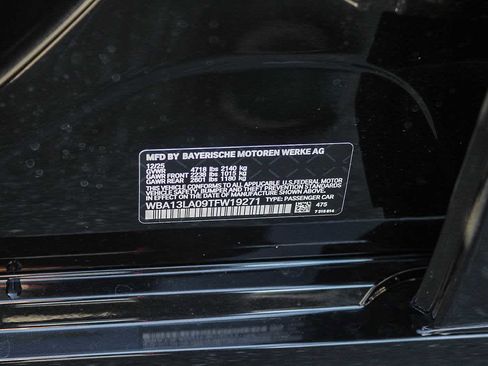 MFD BY BAYERISCHE MOTOREN WERKE AG
12/25
GVWR 4718 lbs 2140 kg
GAWR FRONT 2238 lbs 1015 kg
GAWR REAR 2601 lbs 1180 kg
THIS VEHICLE CONFORMS TO ALL APPLICABLE U.S.FEDERAL MOTOR
VEHICLE SAFETY, BUMPER AND THEFT PREVENTION STANDARDS
IN EFFECT ON THE DATE OF MANUFACTURE SHOWN ABOVE.
WBA13LA09TFW19271 TYPE: PASSENGER CAR
475